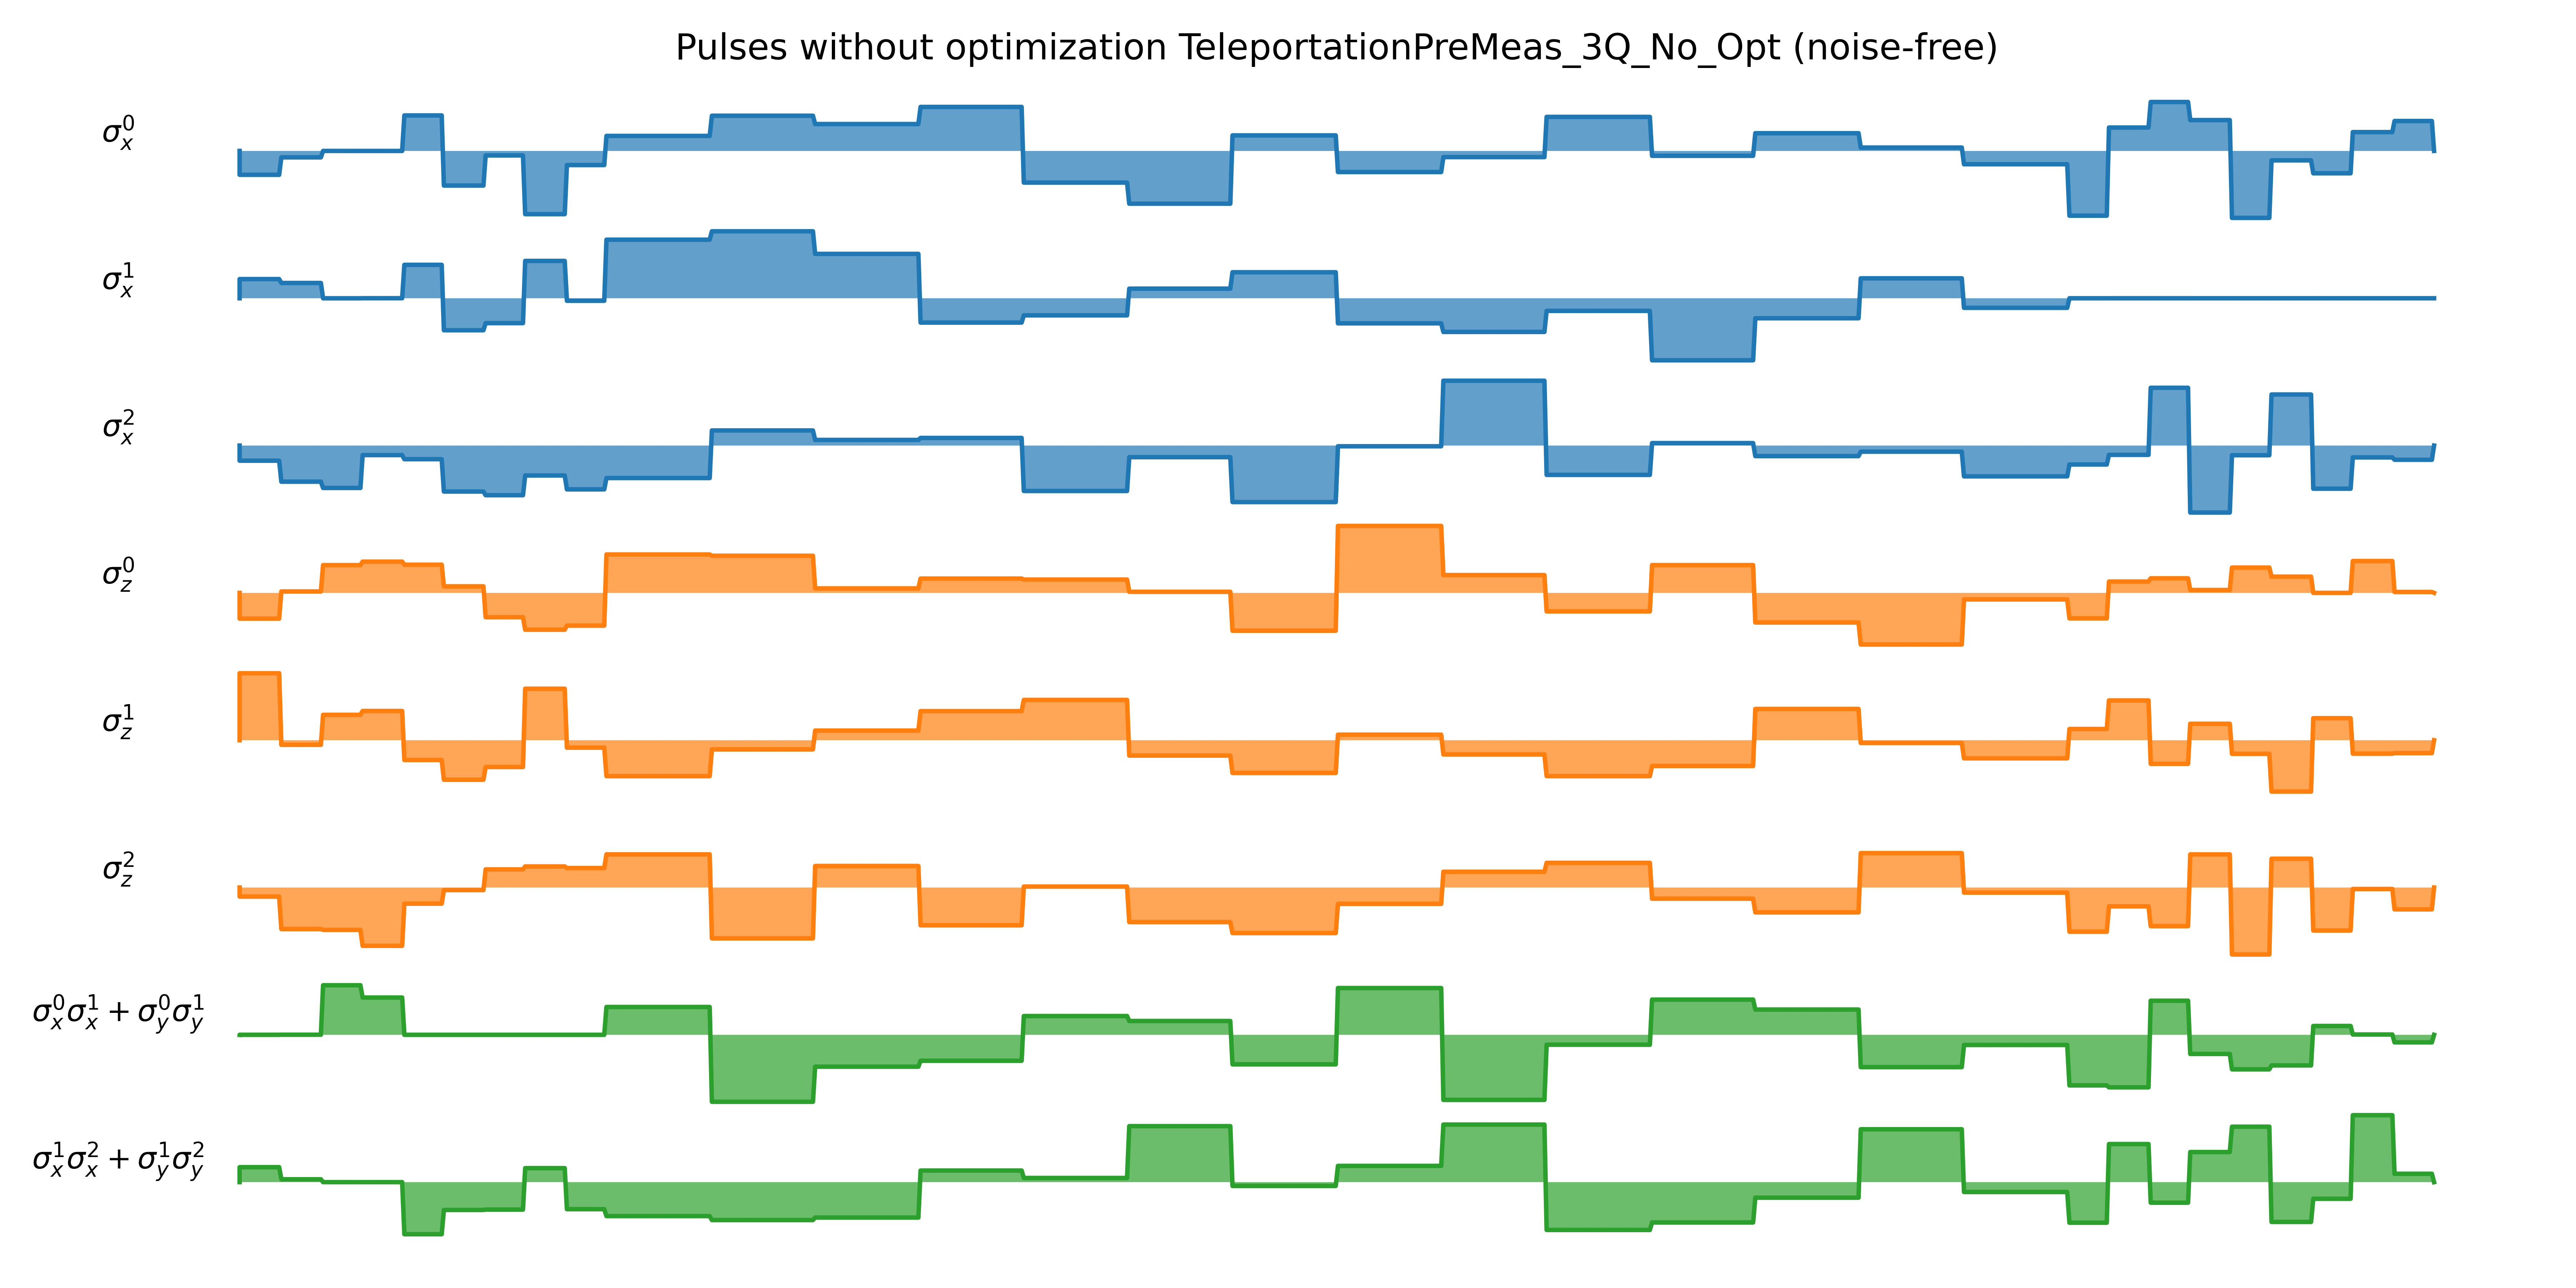 Pulses without optimization TeleportationPreMeas_3Q_No_Opt (noise-free)
σ_x^0
σ_x^1
σ_x^2
σ_z^0
σ_z^1
σ_z^2
σ_x^0σ_x^1 + σ_y^0σ_y^1
σ_x^1σ_x^2 + σ_y^1σ_y^2